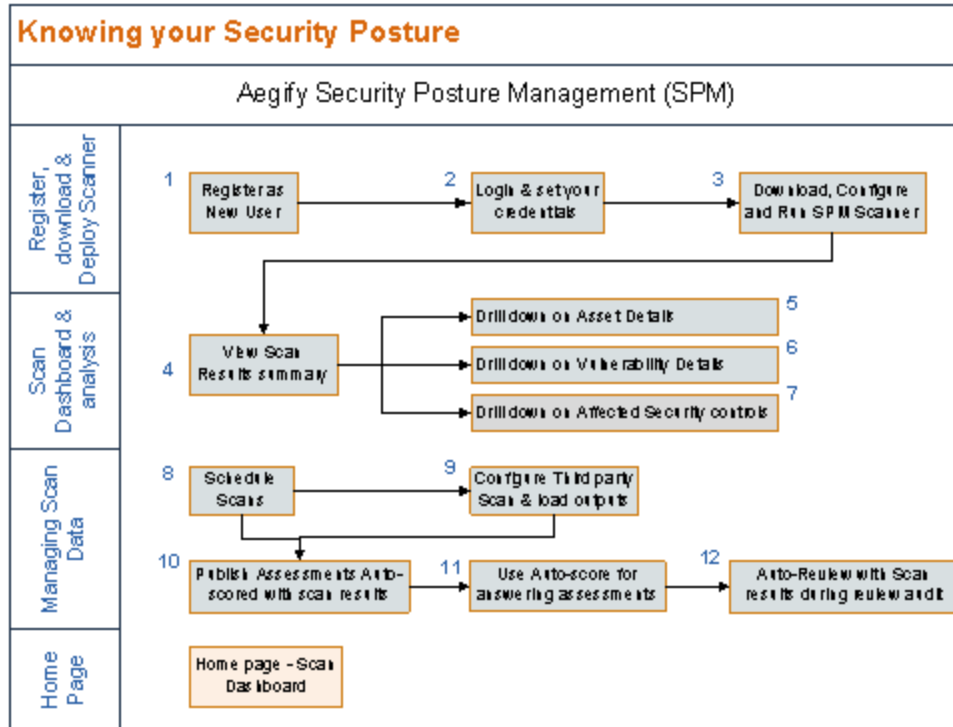 Knowing your Security Posture
Aegify Security Posture Management (SPM)
Register,
download &
Deploy Scanner
1
Register as
New User
2
Login & set your
credentials
3
Download, Configure
and Run SPM Scanner
Scan
Dashboard &
analysis
4
View Scan
Results summary
5
Drilldown on Asset Details
6
Drilldown on Vulnerability Details
7
Drilldown on Affected Security controls
Managing Scan
Data
8
Schedule
Scans
9
Configure Third party
Scan & load outputs
10
Publish Assessments Auto-
scored with scan results
11
Use Auto-score for
answering assessments
12
Auto-Review with Scan
results during review audit
Home
Page
Home page - Scan
Dashboard